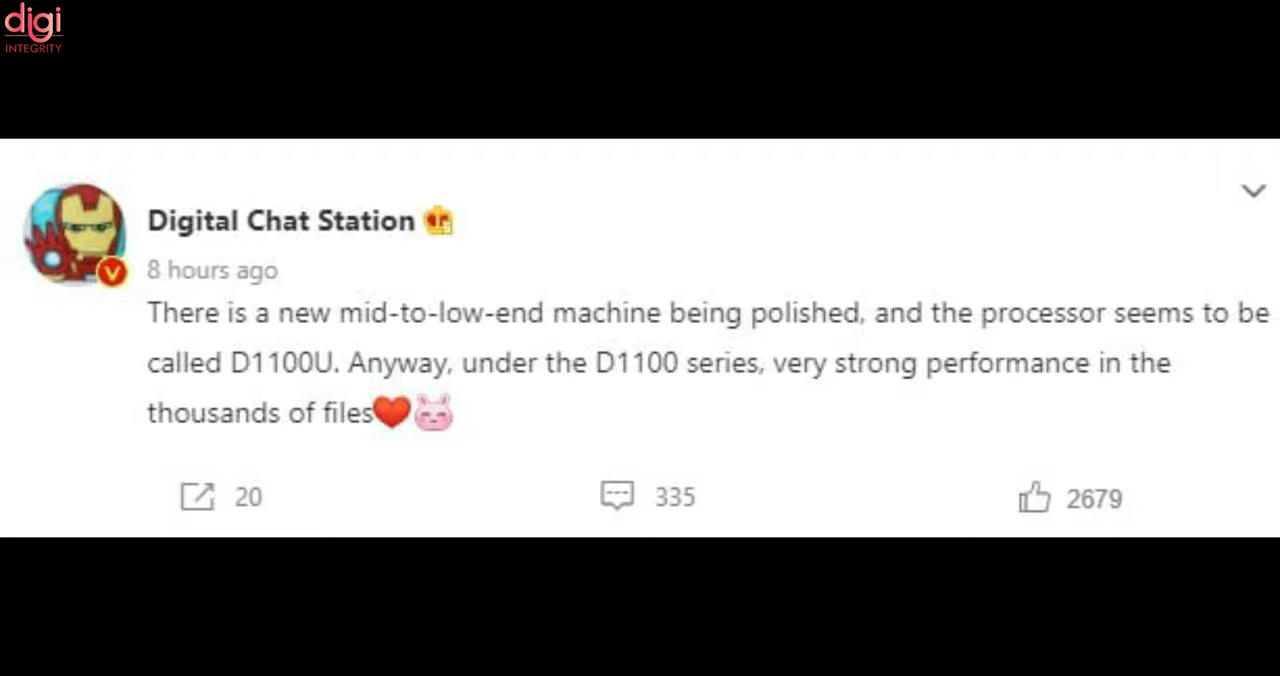 digi
INTEGRITY
Digital Chat Station
8 hours ago
There is a new mid-to-low-end machine being polished, and the processor seems to be
called D1100U. Anyway, under the D1100 series, very strong performance in the
thousands of files❤️🐰
20
335
2679